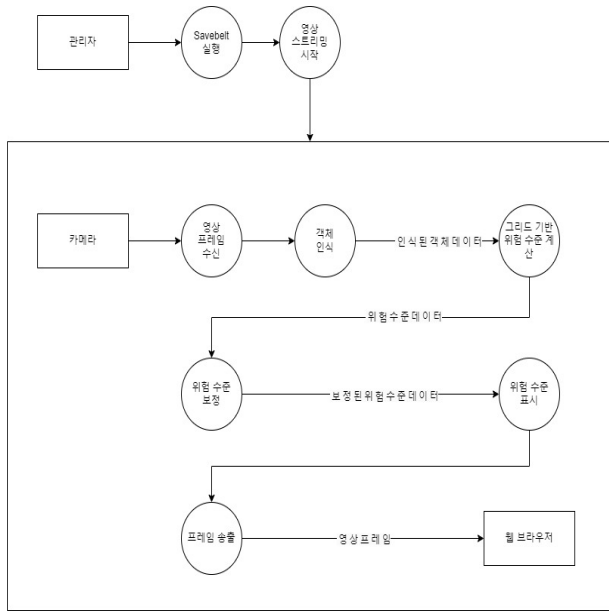 관리자
Savebelt
실행
영상
스트리밍
시작
카메라
영상
프레임
수신
객체
인식
인식된객체데이터
그리드 기반
위험 수준 계
산
위험수준데이터
위험 수준
보정
보정된위험수준데이터
위험 수준
표시
프레임 송출
영상프레임
웹 브라우저